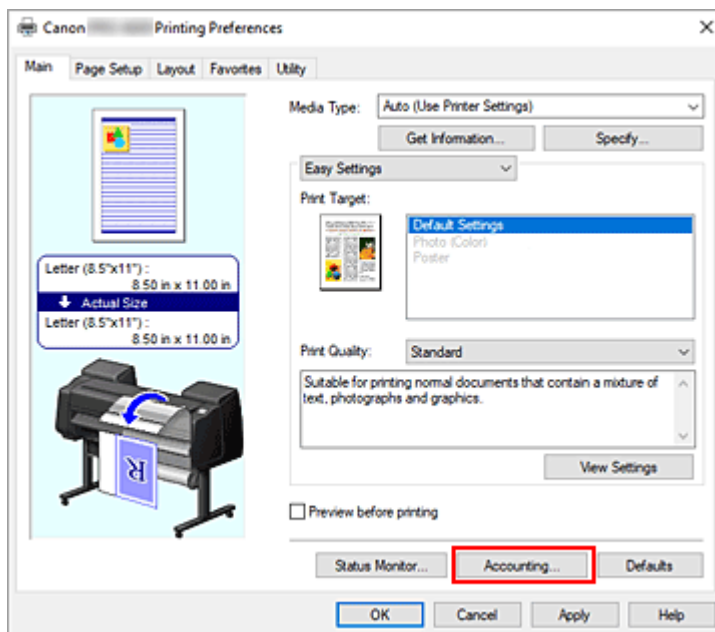 Canon Printing Preferences
Main Page Setup Layout Favorites Utility
Media Type: Auto (Use Printer Settings)
Get Information... Specify...
Easy Settings
Print Target:
Default Settings
Photo (Color)
Poster
Letter (8.5"x11") :
8.50 in x 11.00 in
Actual Size
Letter (8.5"x11") :
8.50 in x 11.00 in
Print Quality: Standard
Suitable for printing normal documents that contain a mixture of
text, photographs and graphics.
R
View Settings
Preview before printing
Status Monitor... Accounting... Defaults
OK Cancel Apply Help